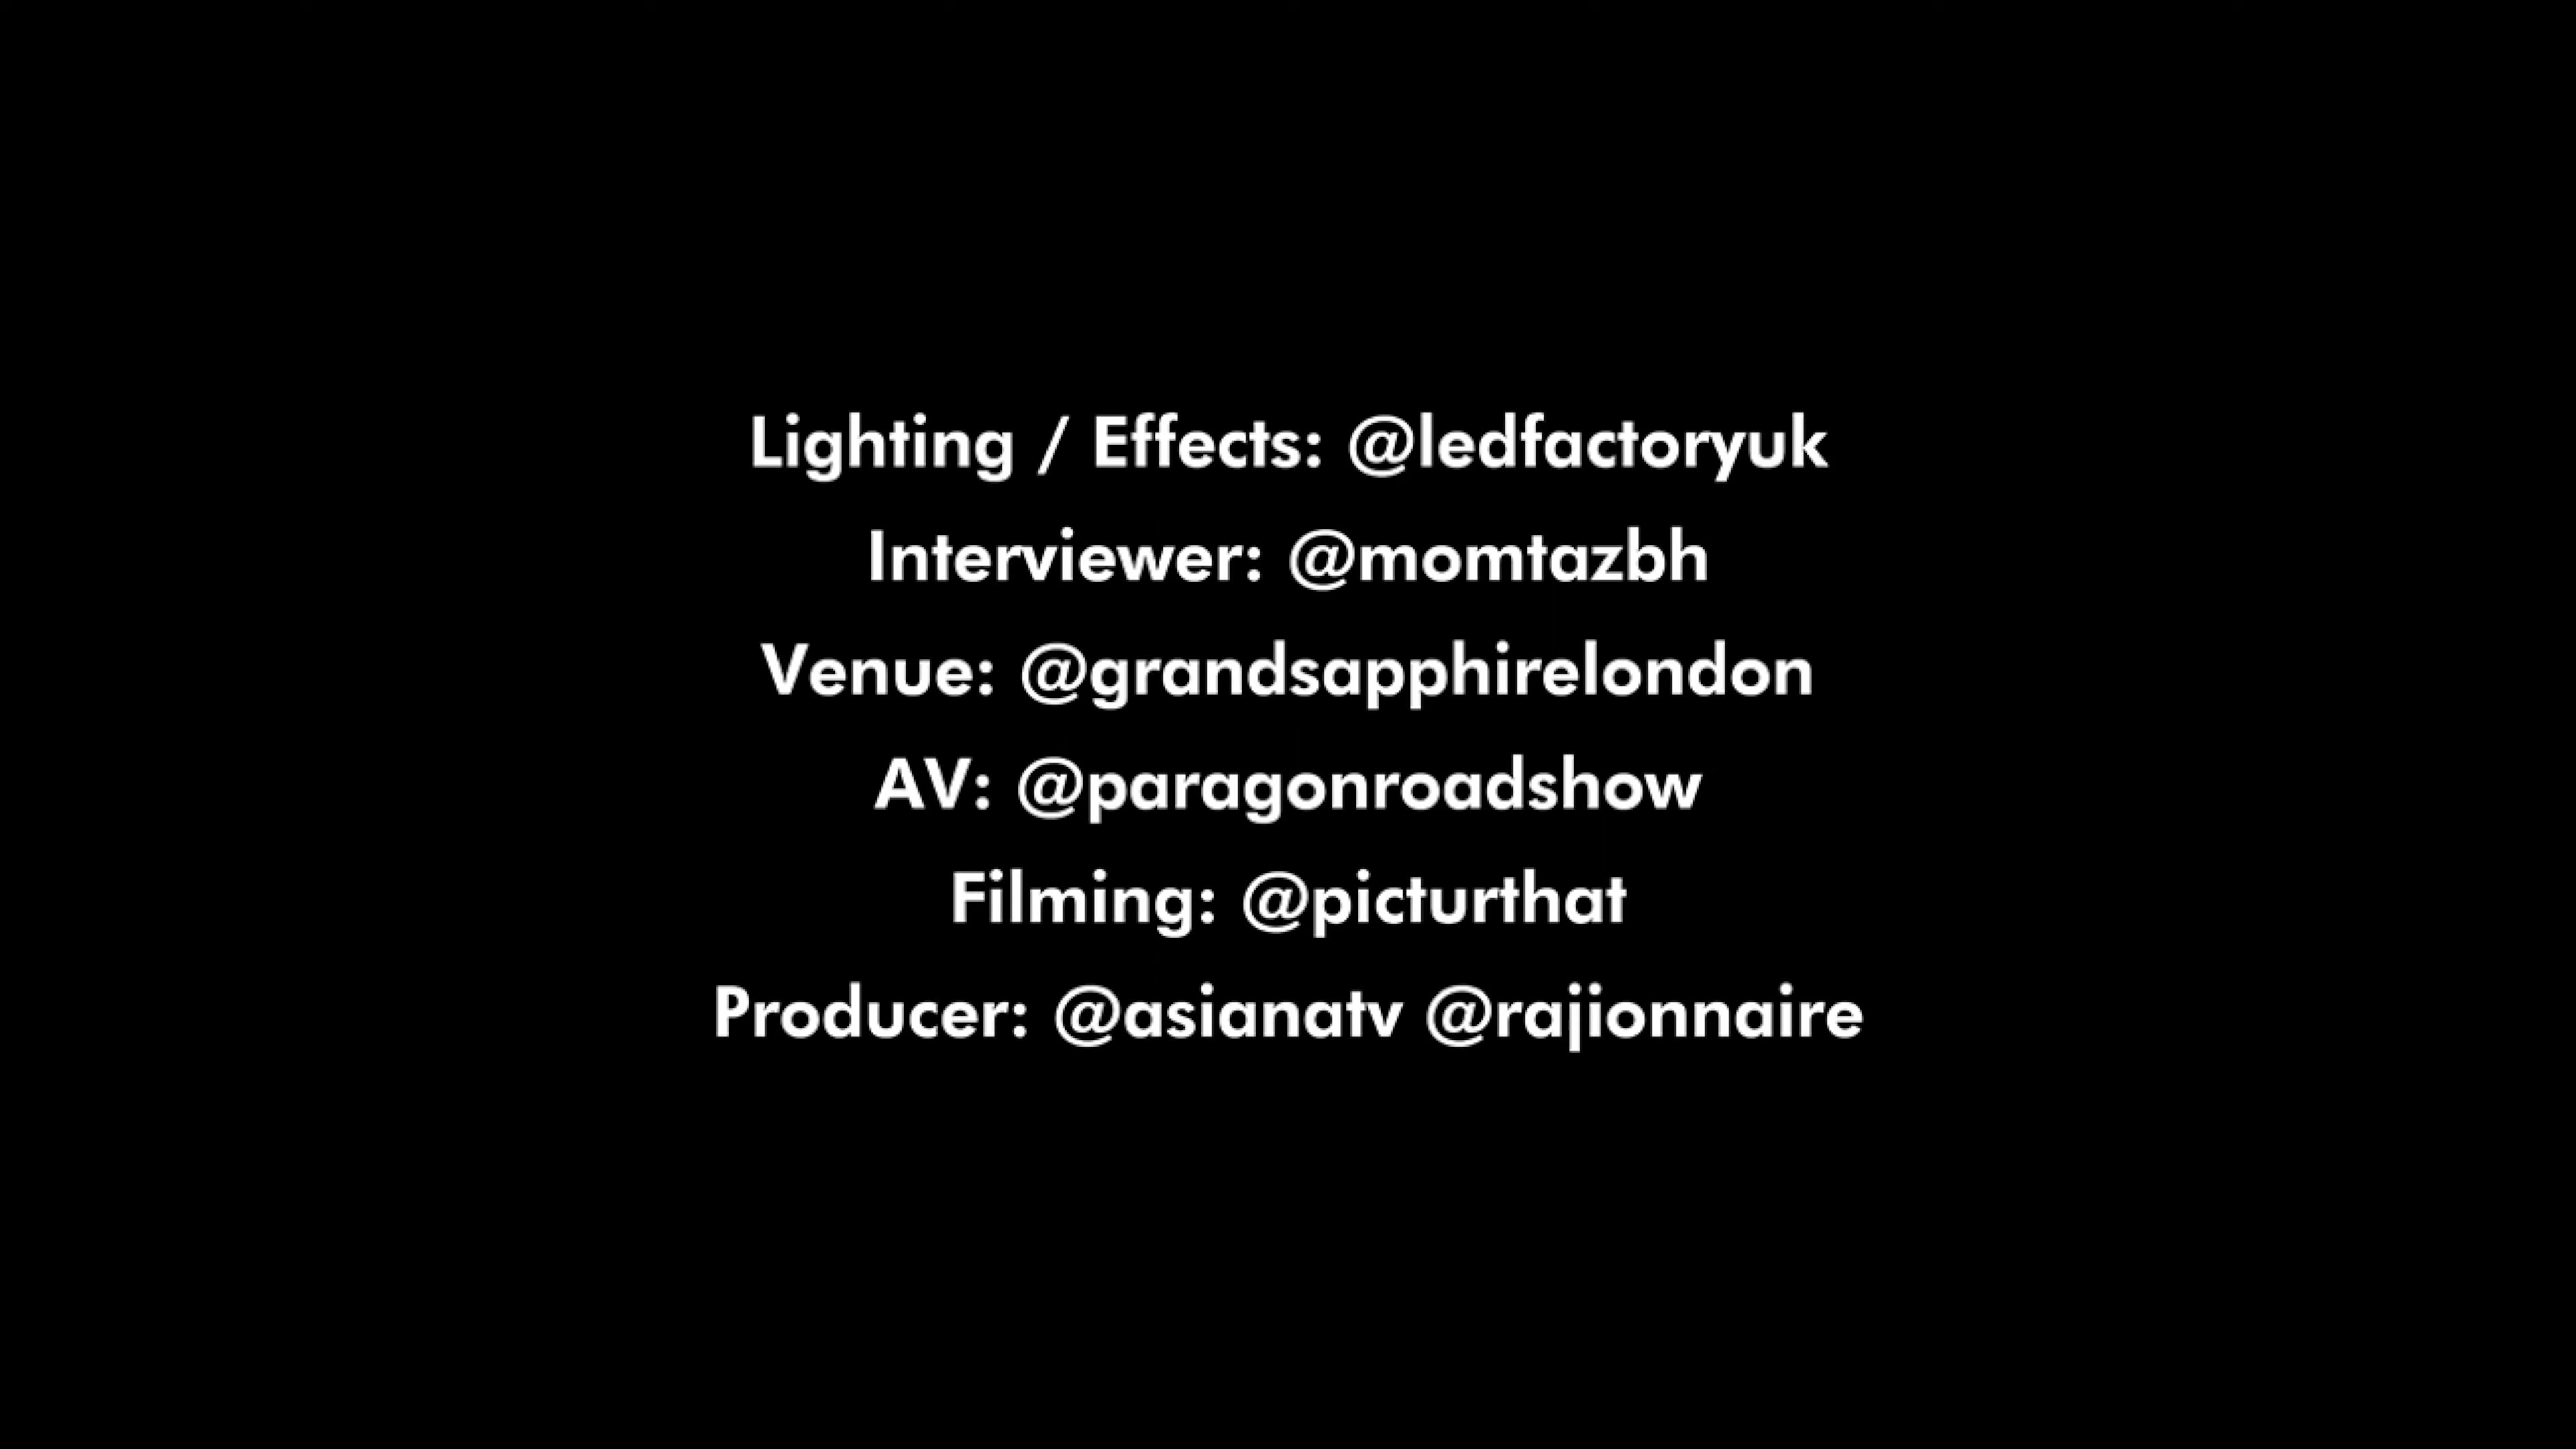 Lighting / Effects: @ledfactoryuk
Interviewer: @momtazbh
Venue: @grandsapphirelondon
AV: @paragonroadshow
Filming: @picturthat
Producer: @asianatv @rajionnaire